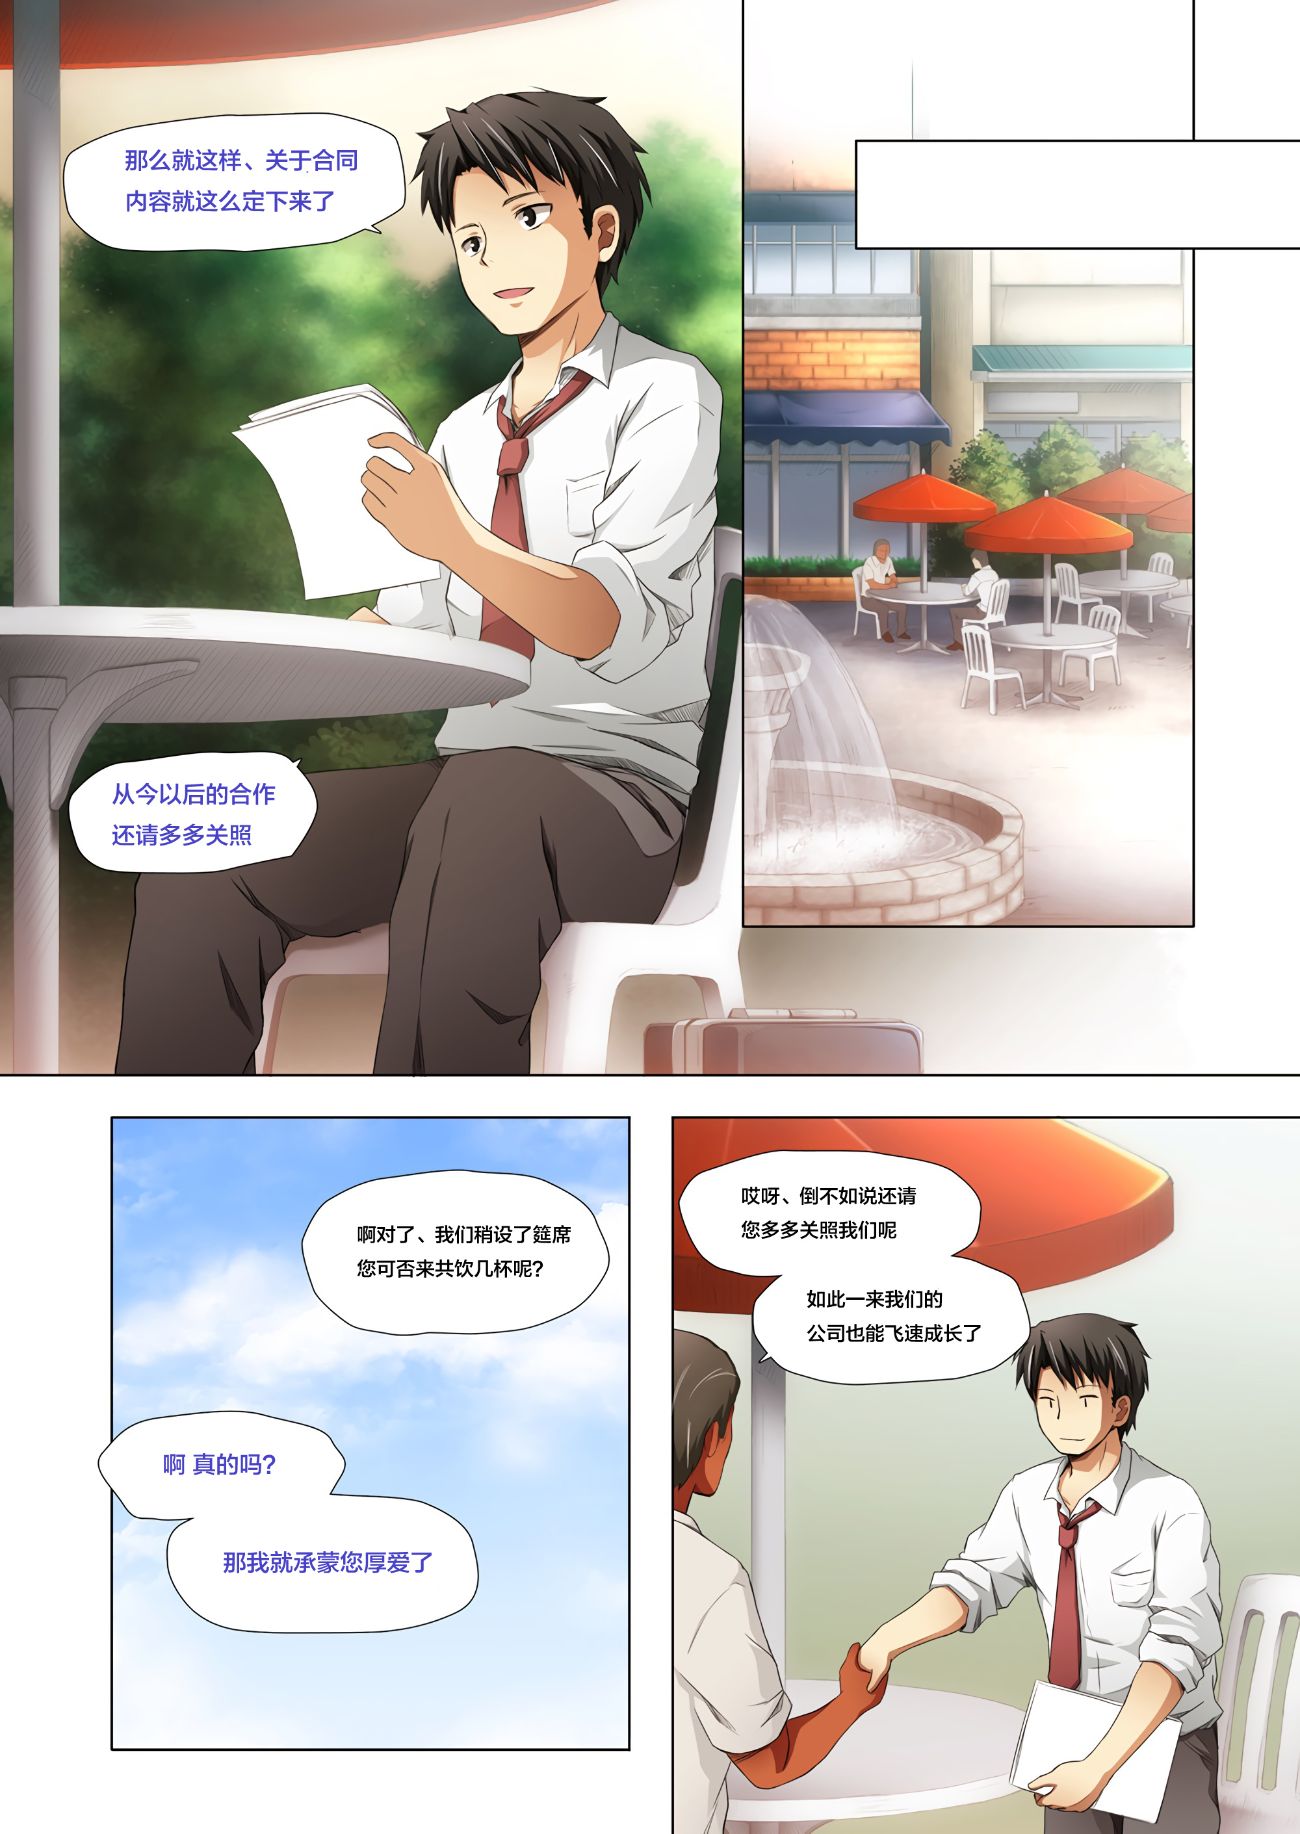 那么就这样、关于合同
内容就这么定下来了
从今以后的合作
还请多多关照
哎呀、倒不如说还请
您多多关照我们呢
如此一来我们的
公司也能飞速成长了
啊对了、我们稍设了筵席
您可否来共饮几杯呢?
啊 真的吗?
那我就承蒙您厚爱了